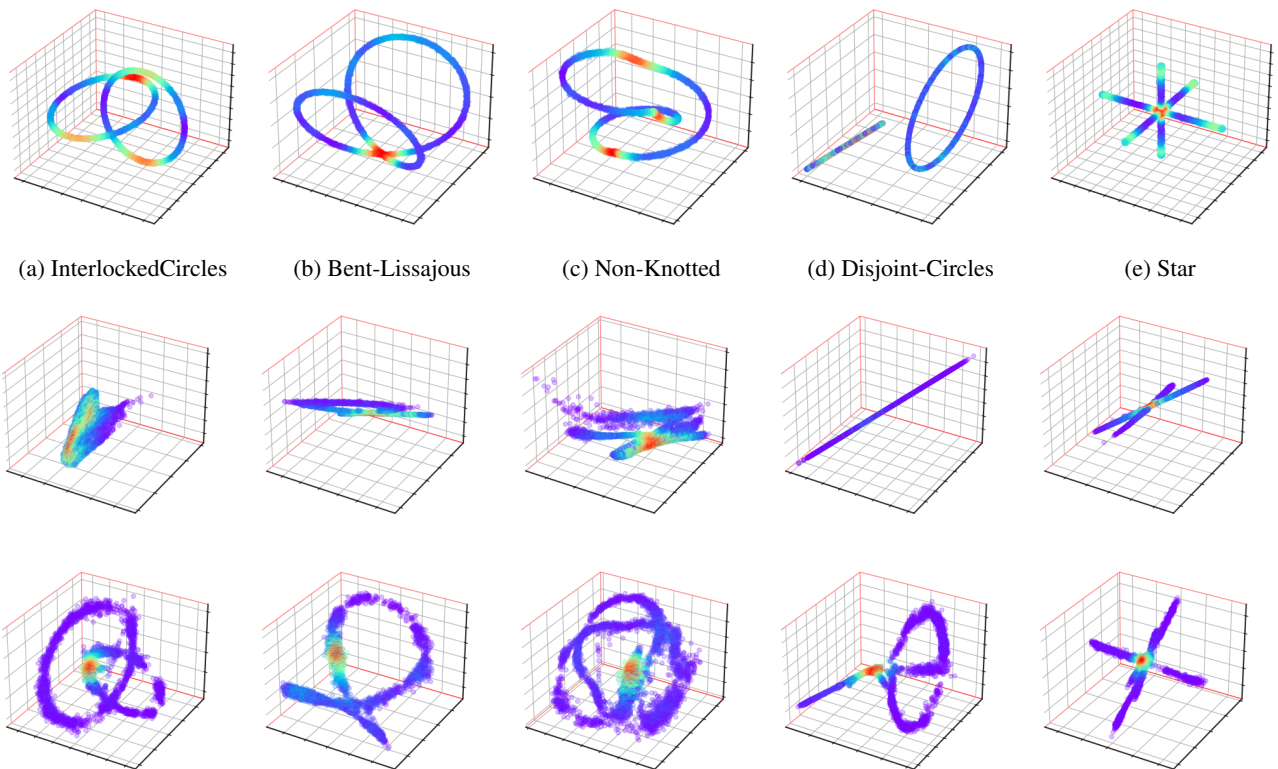 (a) InterlockedCircles
(b) Bent-Lissajous
(c) Non-Knotted
(d) Disjoint-Circles
(e) Star